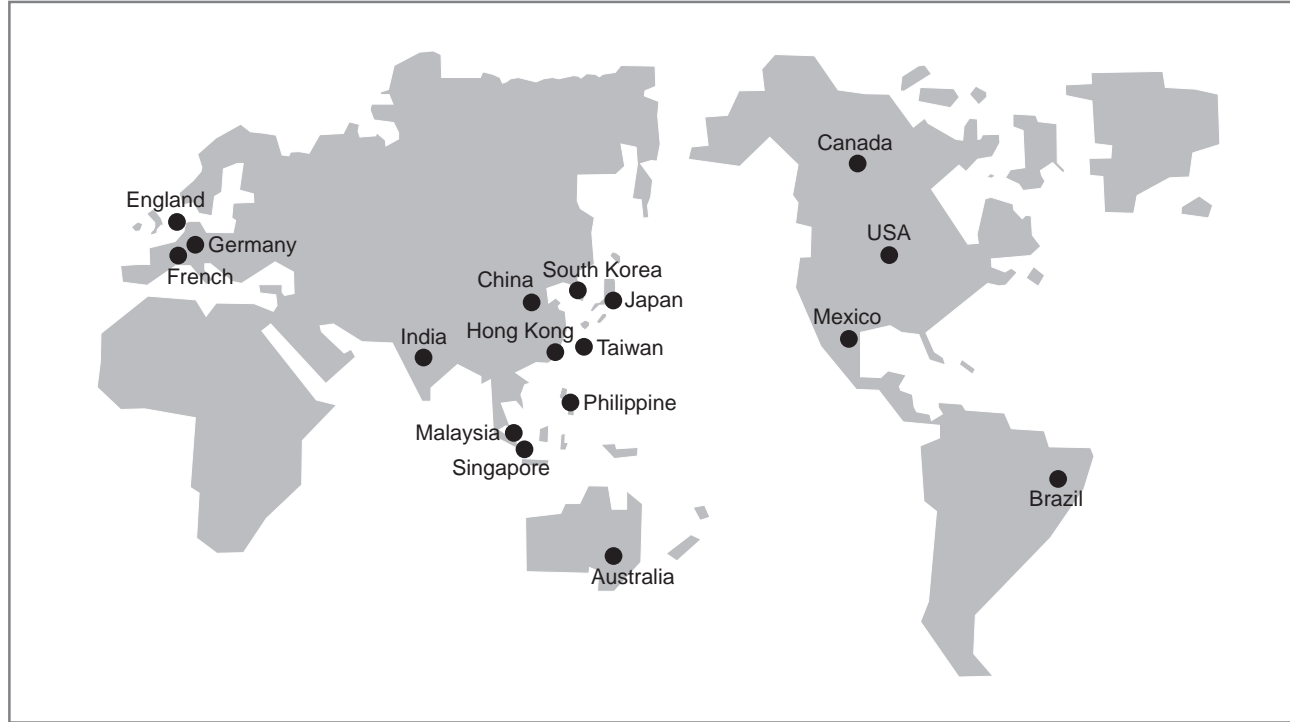 Canada
England
USA
Germany
South Korea
French
China
Japan
Mexico
Hong Kong
India
Taiwan
Philippine
Malaysia
Singapore
Brazil
Australia